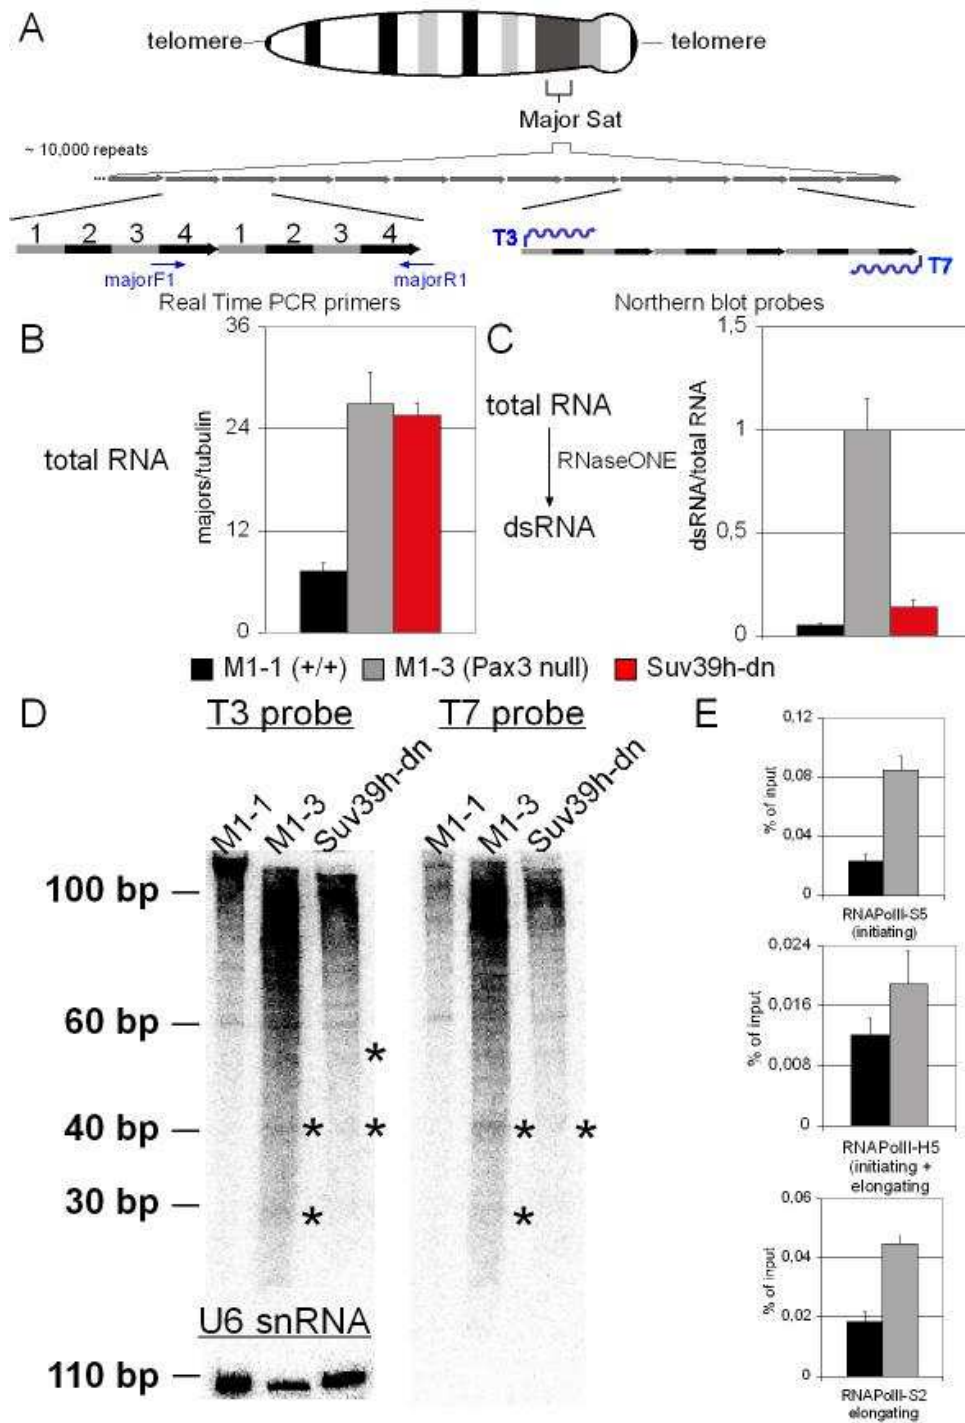 A
telomere
telomere
Major Sat
~ 10,000 repeats
1 2 3 4 1 2 3 4
majorF1
majorR1
T3
T7
Real Time PCR primers
Northern blot probes
B
total RNA
majors/tubulin
36
24
12
0
C
total RNA
RNaseONE
dsRNA
dsRNA/total RNA
1,5
1
0,5
0
M1-1 (+/+)
M1-3 (Pax3 null)
Suv39h-dn
D
T3 probe
T7 probe
M1-1
M1-3
Suv39h-dn
M1-1
M1-3
Suv39h-dn
100 bp
60 bp
*
40 bp
* *
* *
30 bp
*
*
U6 snRNA
110 bp
E
% of input
0,12
0,08
0,04
0
RNAPolII-S5
(initiating)
% of input
0,024
0,016
0,008
0
RNAPolII-H5
(initiating +
elongating
% of input
0,06
0,04
0,02
0
RNAPolII-S2
elongating